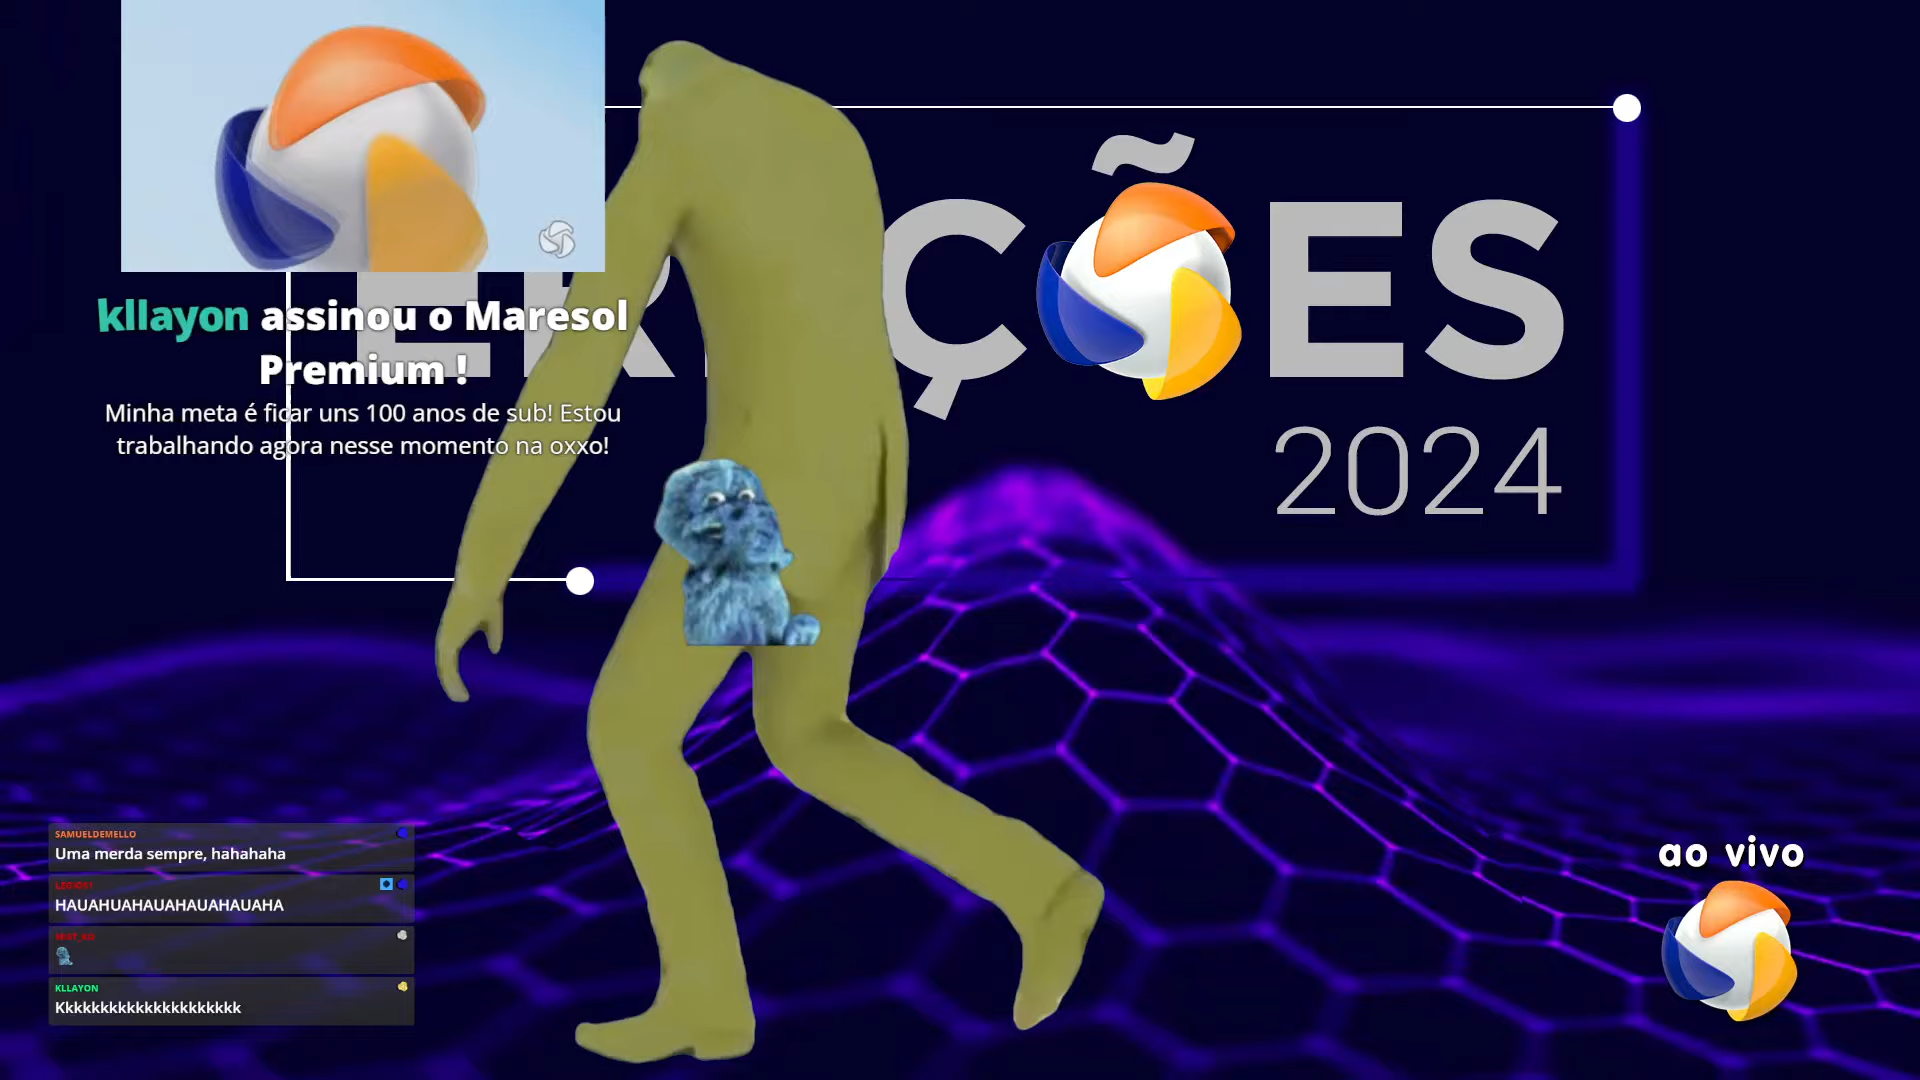 kllayon assinou o Maresol
Premium !
Minha meta é ficar uns 100 anos de sub! Estou
trabalhando agora nesse momento na oxxo!
ÇÕES
2024
SAMUELDEMELLO
Uma merda sempre, hahahaha
HAUAHUAHAUAHAUAHAUAHA
KLLAYON
Kkkkkkkkkkkkkkkkkkkkk
ao vivo